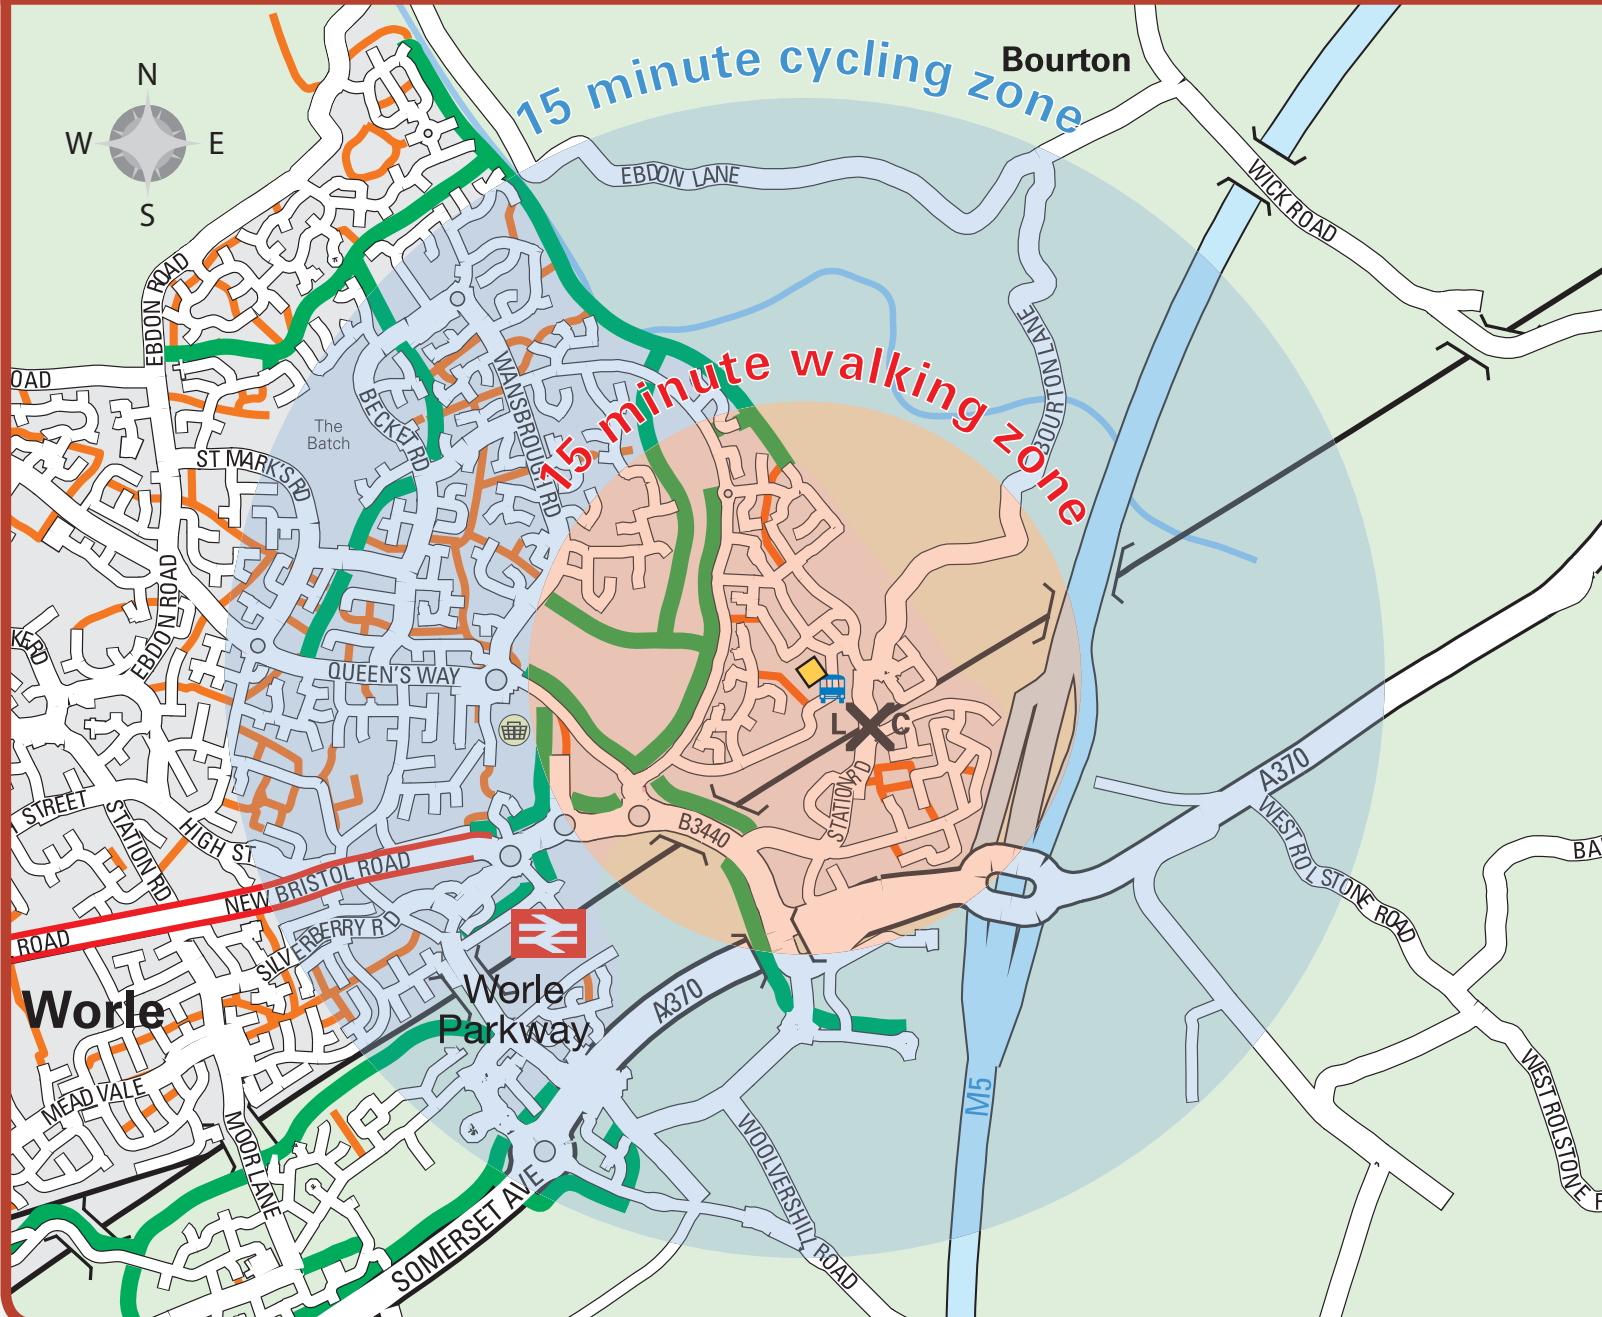 15 minute cycling zone
Bourton
N
W
E
S
EBDON LANE
WICK ROAD
EBDON ROAD
BOURTON LANE
15 minute walking zone
OAD
WANSBROUGH RD
BECKET RD
The
Batch
ST MARK'S RD
EBDON ROAD
KE RD
QUEEN'S WAY
L C
STATION RD
A370
WEST ROLSTONE ROAD
T STREET
STATION RD
HIGH ST
B3440
BA
NEW BRISTOL ROAD
ROAD
SILVERBERRY RD
Worle
Worle
Parkway
A370
MEAD VALE
MOOR LANE
M5
WEST ROLSTONE R
WOOLVERSHILL ROAD
SOMERSET AVE